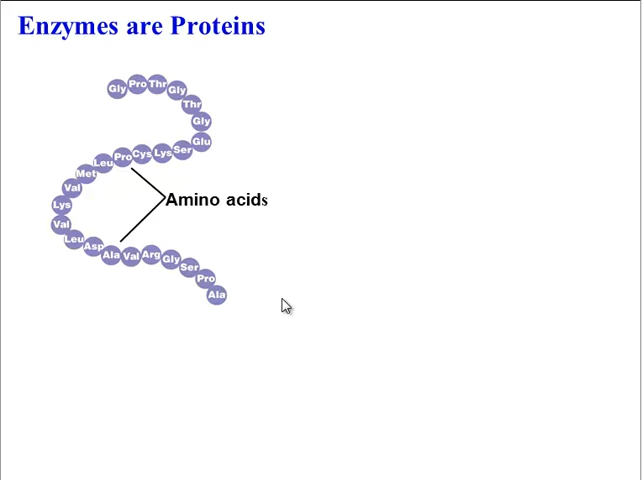 Enzymes are Proteins
Gly Pro Thr Gly
Thr
Gly
Glu
Leu Pro Cys Lys Ser
Met
Val
Lys
Amino acids
Val
Leu Asp Ala Val Arg Gly Ser
Pro
Ala